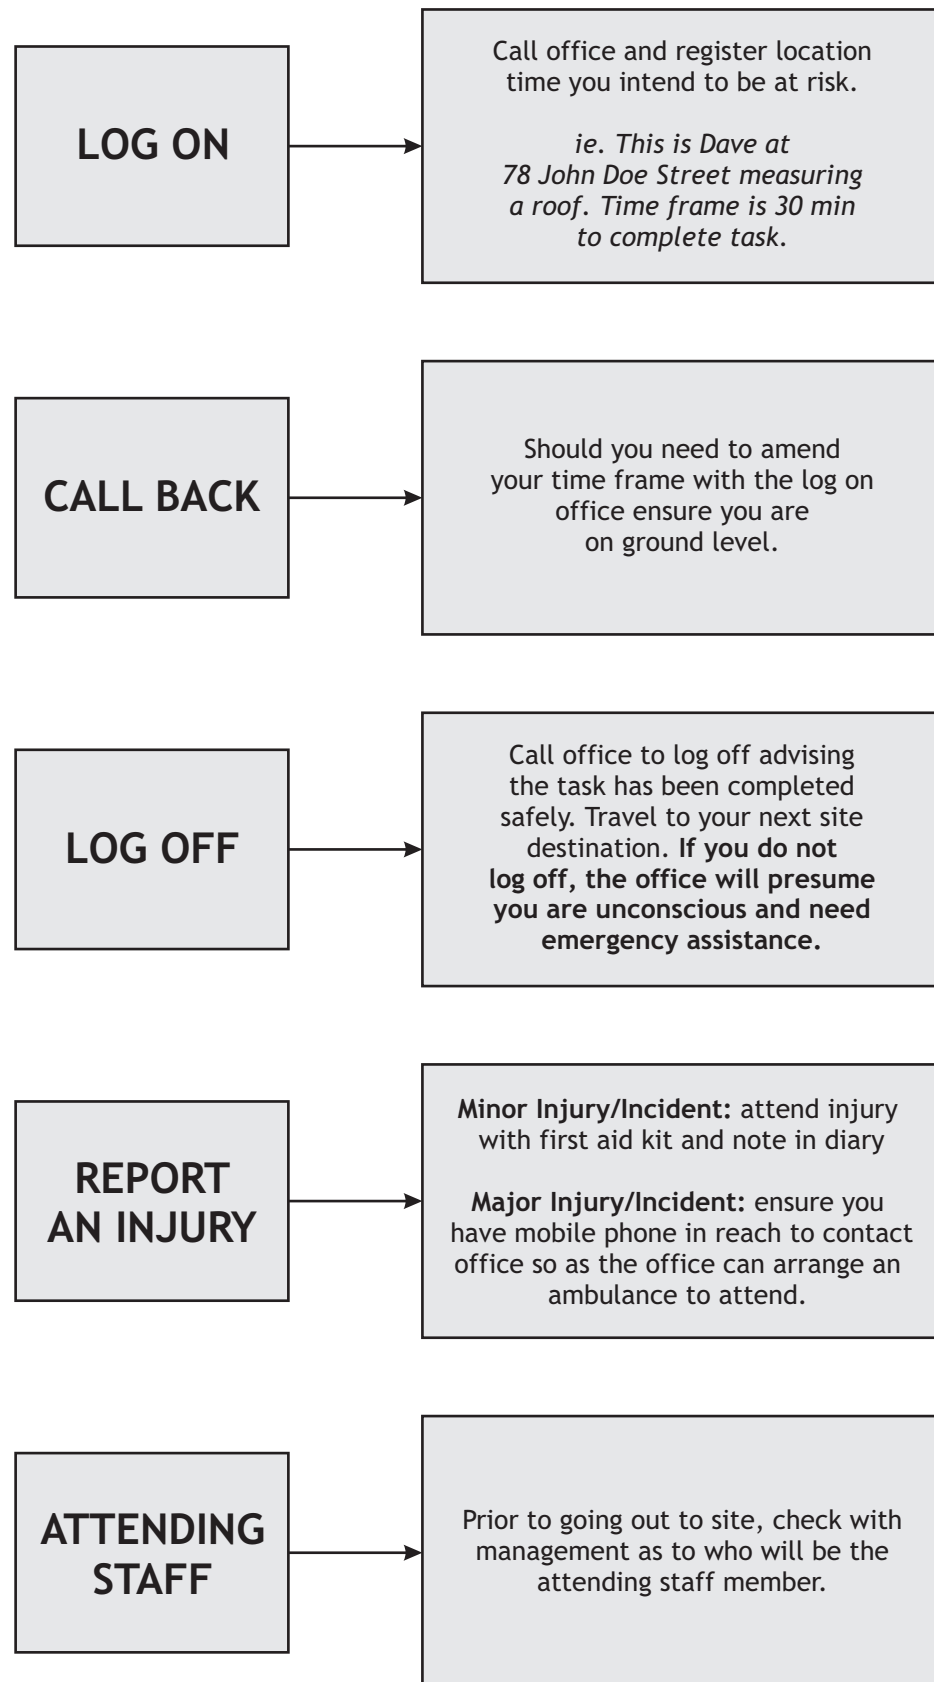 LOG ON
Call office and register location
time you intend to be at risk.
ie. This is Dave at
78 John Doe Street measuring
a roof. Time frame is 30 min
to complete task.
CALL BACK
Should you need to amend
your time frame with the log on
office ensure you are
on ground level.
LOG OFF
Call office to log off advising
the task has been completed
safely. Travel to your next site
destination. If you do not
log off, the office will presume
you are unconscious and need
emergency assistance.
REPORT
AN INJURY
Minor Injury/Incident: attend injury
with first aid kit and note in diary
Major Injury/Incident: ensure you
have mobile phone in reach to contact
office so as the office can arrange an
ambulance to attend.
ATTENDING
STAFF
Prior to going out to site, check with
management as to who will be the
attending staff member.